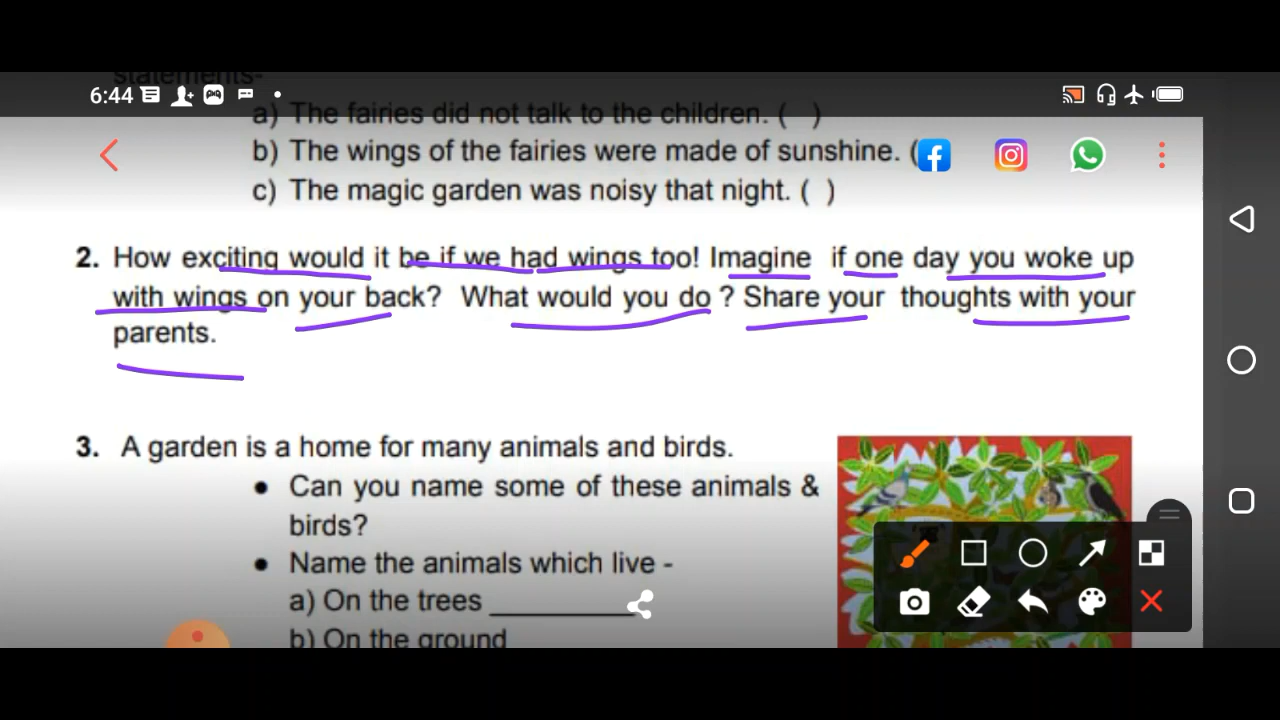 statements-
6:44
a) The fairies did not talk to the children. ( )
b) The wings of the fairies were made of sunshine. (
c) The magic garden was noisy that night. ( )
2. How exciting would it be if we had wings too! Imagine if one day you woke up
with wings on your back? What would you do ? Share your thoughts with your
parents.
3. A garden is a home for many animals and birds.
● Can you name some of these animals &
birds?
● Name the animals which live -
a) On the trees __________
b) On the ground